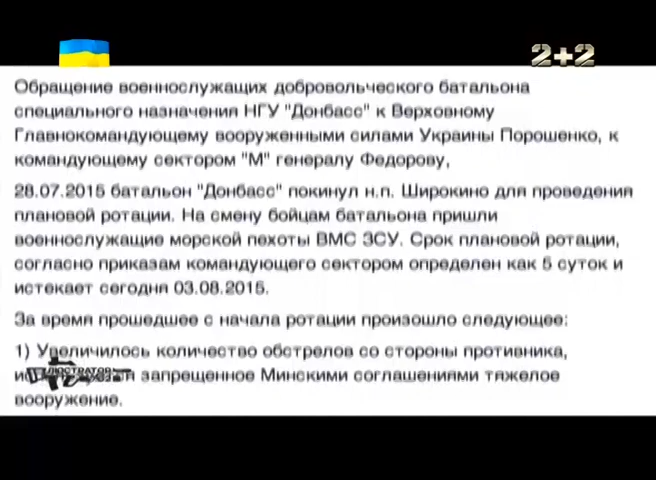 2+2
Обращение военнослужащих добровольческого батальона
специального назначения НГУ "Донбасс" к Верховному
Главнокомандующему вооруженными силами Украины Порошенко, к
командующему сектором "М" генералу Федорову,
28.07.2015 батальон "Донбасс" покинул н.п. Широкино для проведения
плановой ротации. На смену бойцам батальона пришли
военнослужащие морской пехоты ВМС ЗСУ. Срок плановой ротации,
согласно приказам командующего сектором определен как 5 суток и
истекает сегодня 03.08.2015.
За время прошедшее с начала ротации произошло следующее:
1) Увеличилось количество обстрелов со стороны противника,
запрещенное Минскими соглашениями тяжелое
вооружение.